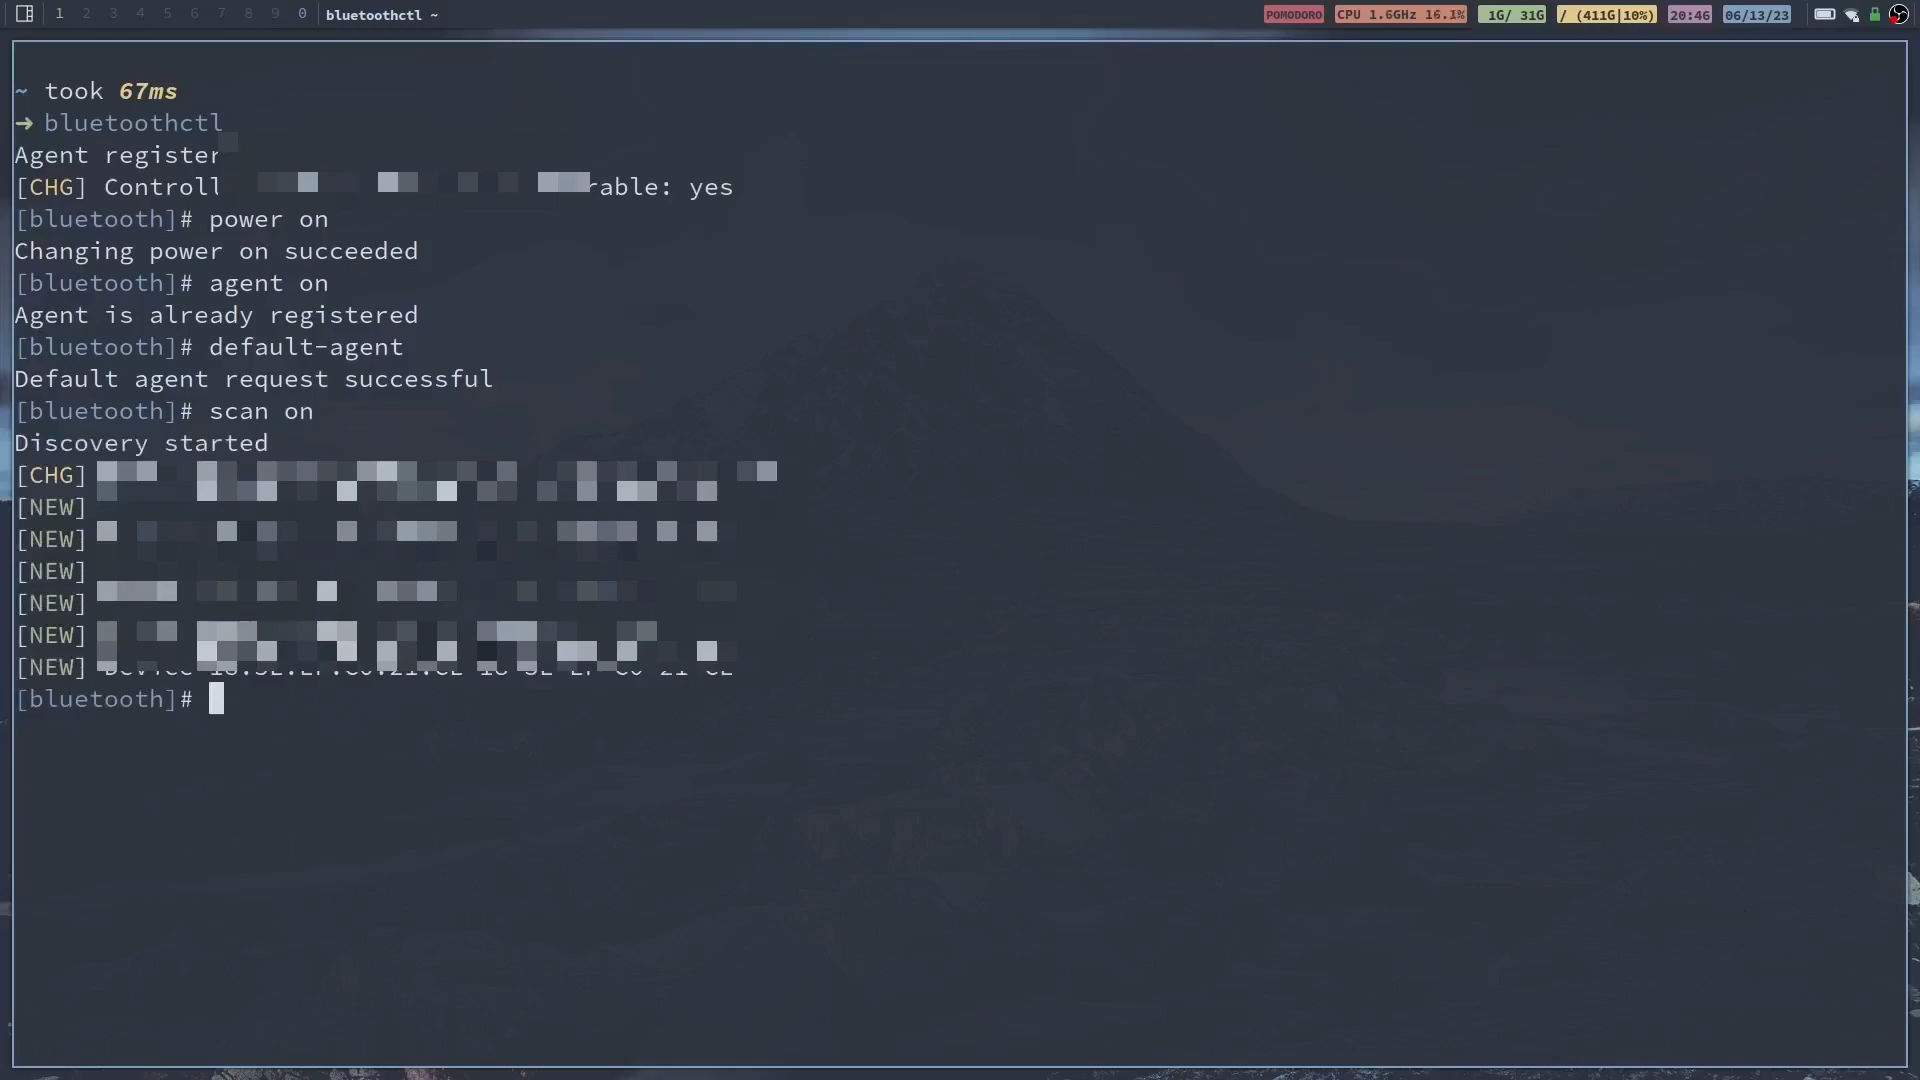 1 2 3 4 5 6 7 8 9 0 bluetoothctl ~ POMODORO CPU 1.6GHz 16.1% 1G/ 31G / (411G|10%) 20:46 06/13/23
~ took 67ms
➜ bluetoothctl
Agent register
[CHG] Controll rable: yes
[bluetooth]# power on
Changing power on succeeded
[bluetooth]# agent on
Agent is already registered
[bluetooth]# default-agent
Default agent request successful
[bluetooth]# scan on
Discovery started
[CHG]
[NEW]
[NEW]
[NEW]
[NEW]
[NEW]
[NEW]
[bluetooth]#